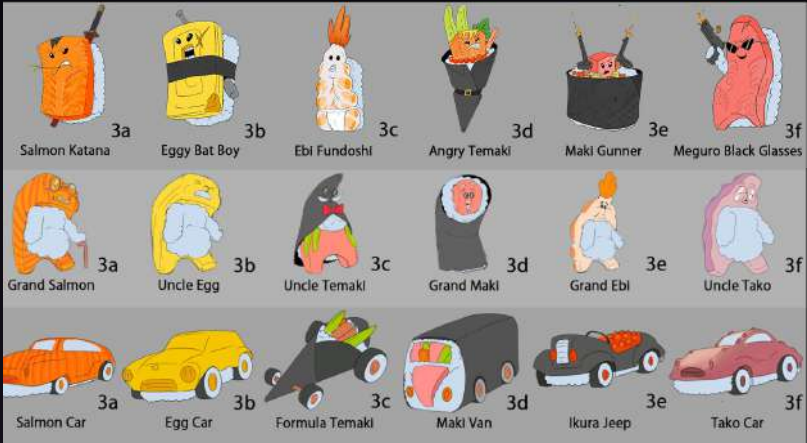 3a 3b 3c 3d 3e 3f
Salmon Katana Eggy Bat Boy Ebi Fundoshi Angry Temaki Maki Gunner Meguro Black Glasses
3a 3b 3c 3d 3e 3f
Grand Salmon Uncle Egg Uncle Temaki Grand Maki Grand Ebi Uncle Tako
3a 3b 3c 3d 3e 3f
Salmon Car Egg Car Formula Temaki Maki Van Ikura Jeep Tako Car